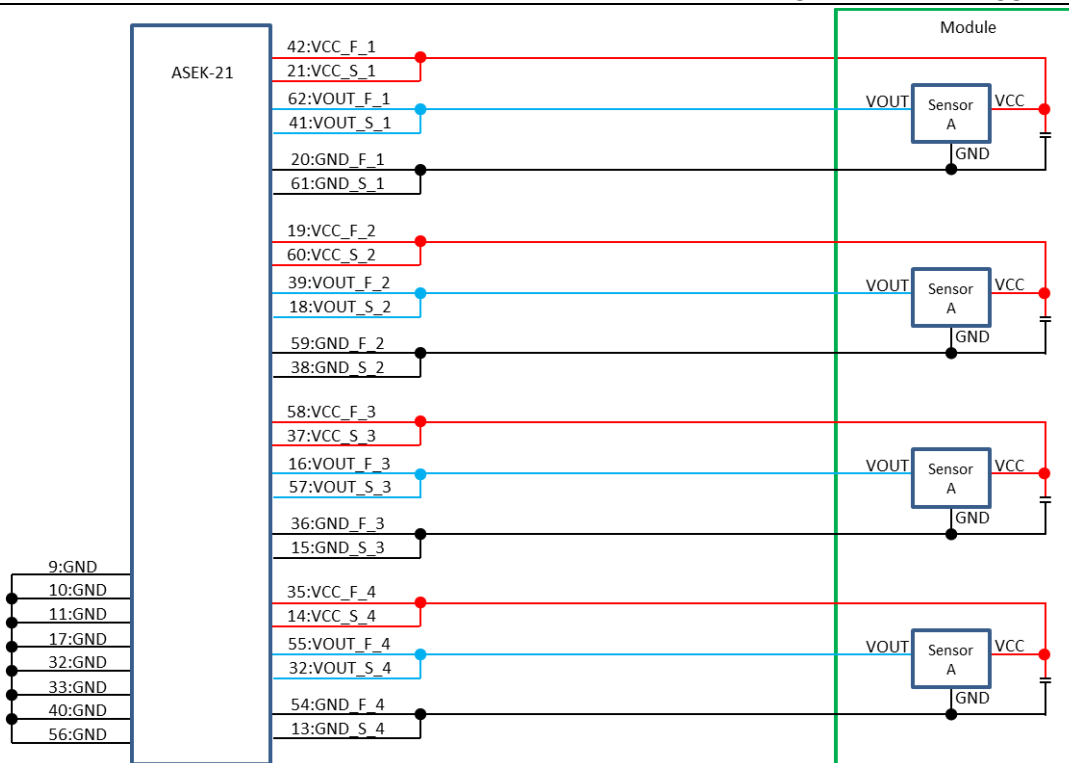 Module
ASEK-21
42:VCC_F_1
21:VCC_S_1
62:VOUT_F_1
41:VOUT_S_1
20:GND_F_1
61:GND_S_1
VOUT
Sensor
A
VCC
GND
19:VCC_F_2
60:VCC_S_2
39:VOUT_F_2
18:VOUT_S_2
59:GND_F_2
38:GND_S_2
VOUT
Sensor
A
VCC
GND
58:VCC_F_3
37:VCC_S_3
16:VOUT_F_3
57:VOUT_S_3
36:GND_F_3
15:GND_S_3
VOUT
Sensor
A
VCC
GND
9:GND
10:GND
11:GND
17:GND
32:GND
33:GND
40:GND
56:GND
35:VCC_F_4
14:VCC_S_4
55:VOUT_F_4
32:VOUT_S_4
54:GND_F_4
13:GND_S_4
VOUT
Sensor
A
VCC
GND